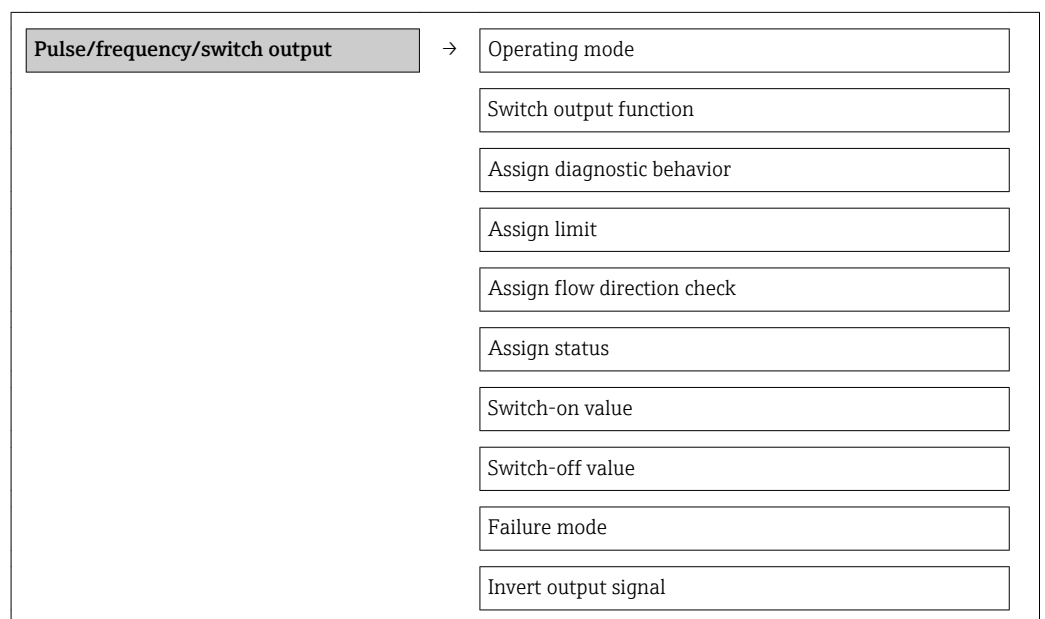 Pulse/frequency/switch output → Operating mode
Switch output function
Assign diagnostic behavior
Assign limit
Assign flow direction check
Assign status
Switch-on value
Switch-off value
Failure mode
Invert output signal